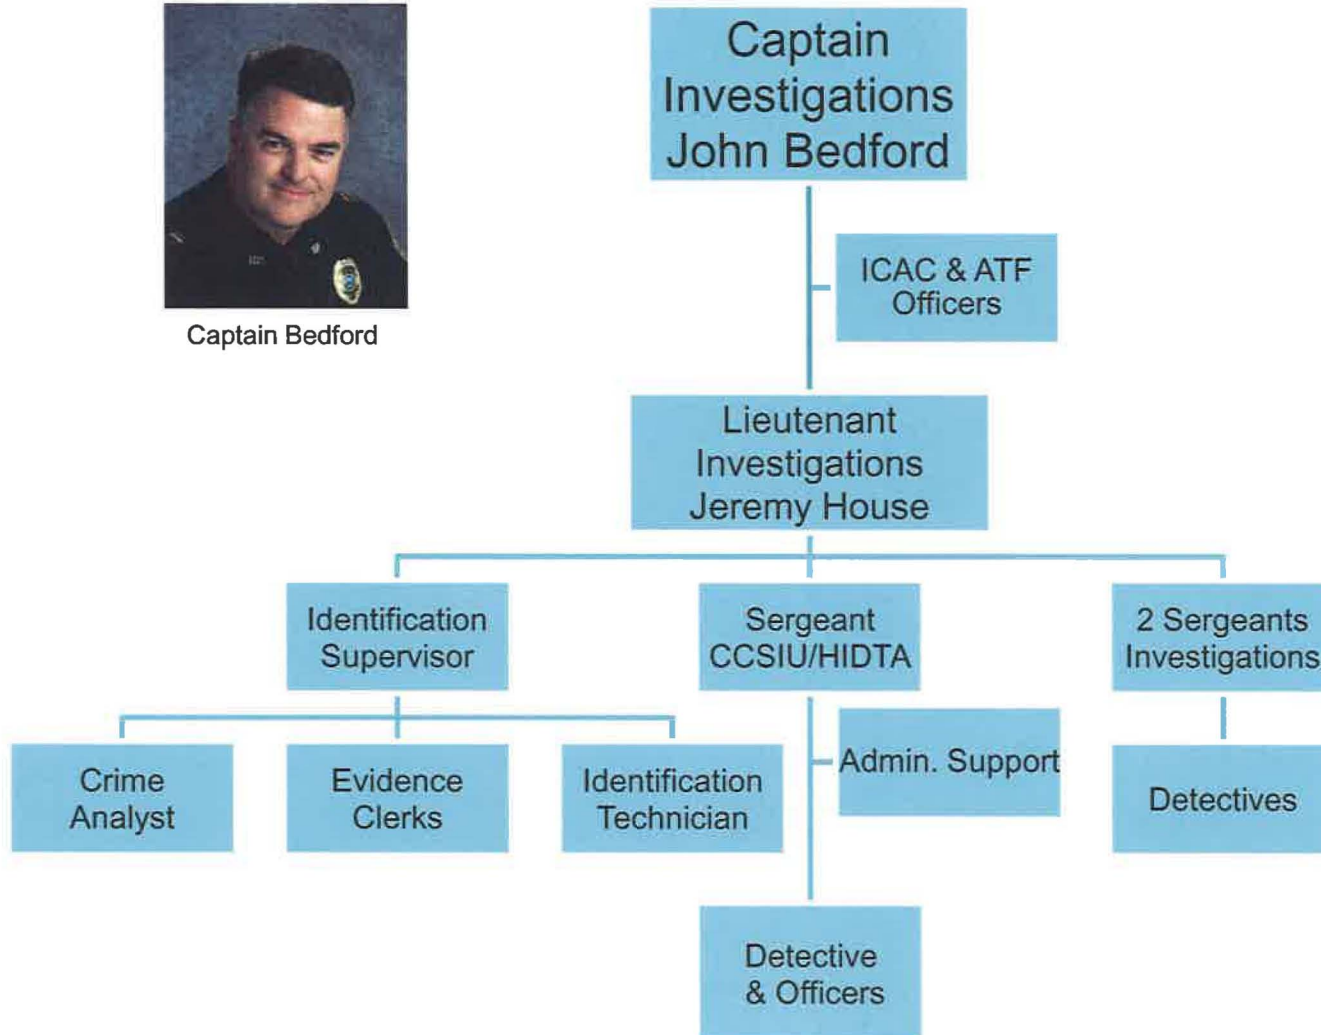 Captain
Investigations
John Bedford
Captain Bedford
ICAC & ATF
Officers
Lieutenant
Investigations
Jeremy House
Identification
Supervisor
Sergeant
CCSIU/HIDTA
2 Sergeants
Investigations
Crime
Analyst
Evidence
Clerks
Identification
Technician
Admin. Support
Detectives
Detective
& Officers